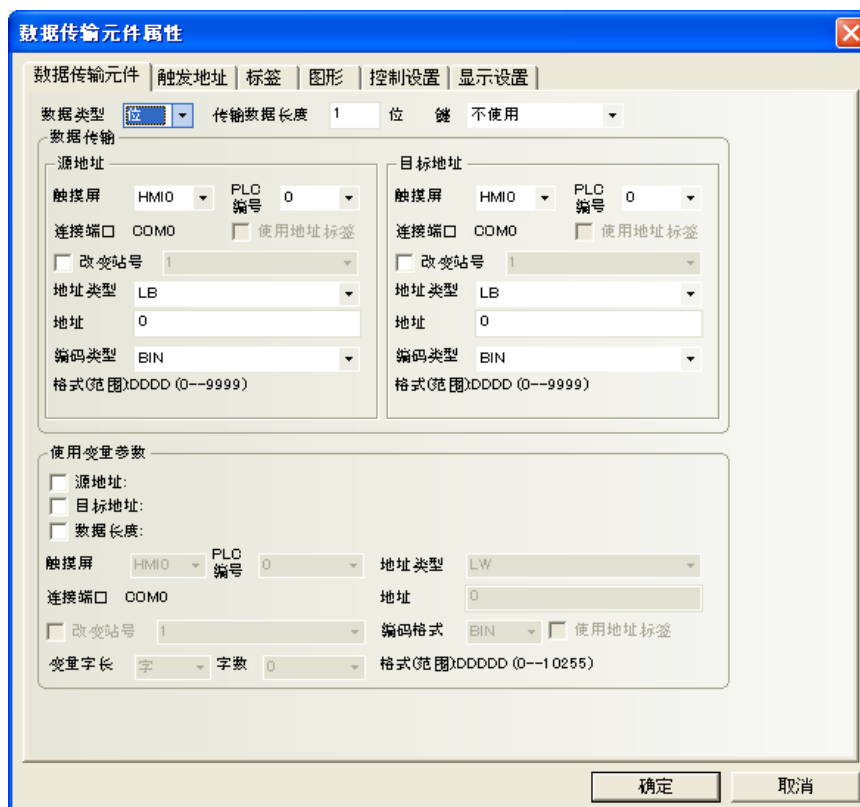 数据传输元件属性
数据传输元件 触发地址 标签 图形 控制设置 显示设置
数据类型 位 传输数据长度 1 位 键 不使用
数据传输
源地址 目标地址
触摸屏 HMI0 PLC编号 0 触摸屏 HMI0 PLC编号 0
连接端口 COM0 使用地址标签 连接端口 COM0 使用地址标签
改变站号 1 改变站号 1
地址类型 LB 地址类型 LB
地址 0 地址 0
编码类型 BIN 编码类型 BIN
格式(范围):DDDD (0--9999) 格式(范围):DDDD (0--9999)
使用变量参数
源地址:
目标地址:
数据长度:
触摸屏 HMI0 PLC编号 0 地址类型 LW
连接端口 COM0 地址 0
改变站号 1 编码格式 BIN 使用地址标签
变量字长 字 字数 0 格式(范围):DDDDD (0--10255)
确定 取消